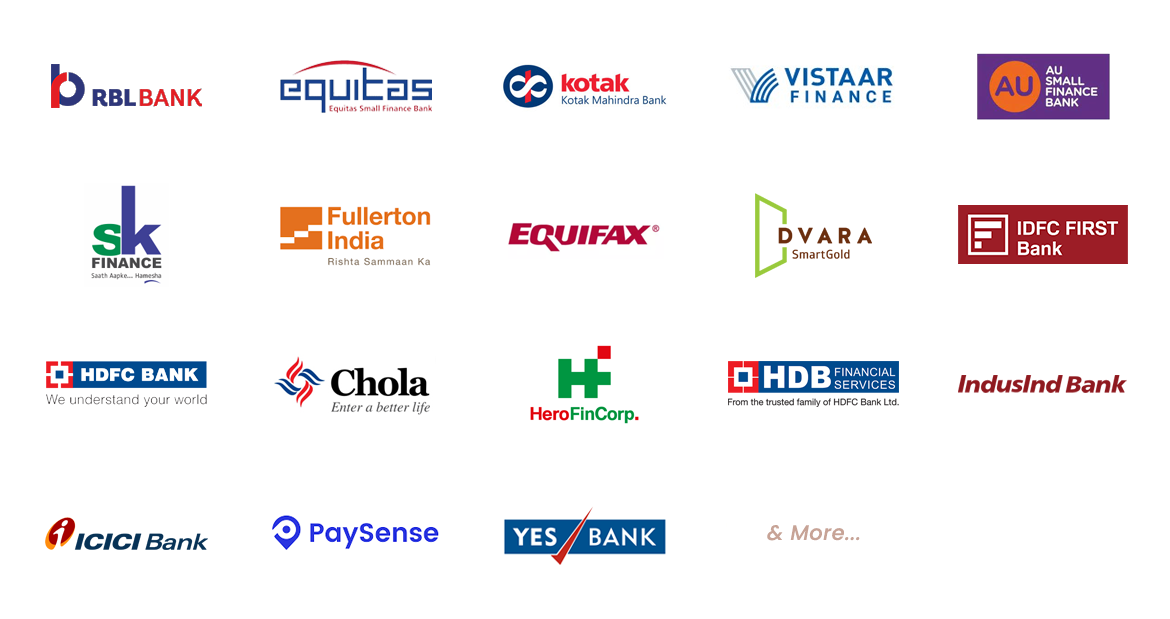 RBL BANK
equitas
Equitas Small Finance Bank
kotak
Kotak Mahindra Bank
VISTAAR
FINANCE
AU
AU
SMALL
FINANCE
BANK
sk
FINANCE
Saath Aapke... Hamesha
Fullerton
India
Rishta Sammaan Ka
EQUIFAX®
DVARA
SmartGold
IDFC FIRST
Bank
HDFC BANK
We understand your world
Chola
Enter a better life
HeroFinCorp.
HDB FINANCIAL
SERVICES
From the trusted family of HDFC Bank Ltd.
IndusInd Bank
ICICI Bank
PaySense
YES BANK
& More...